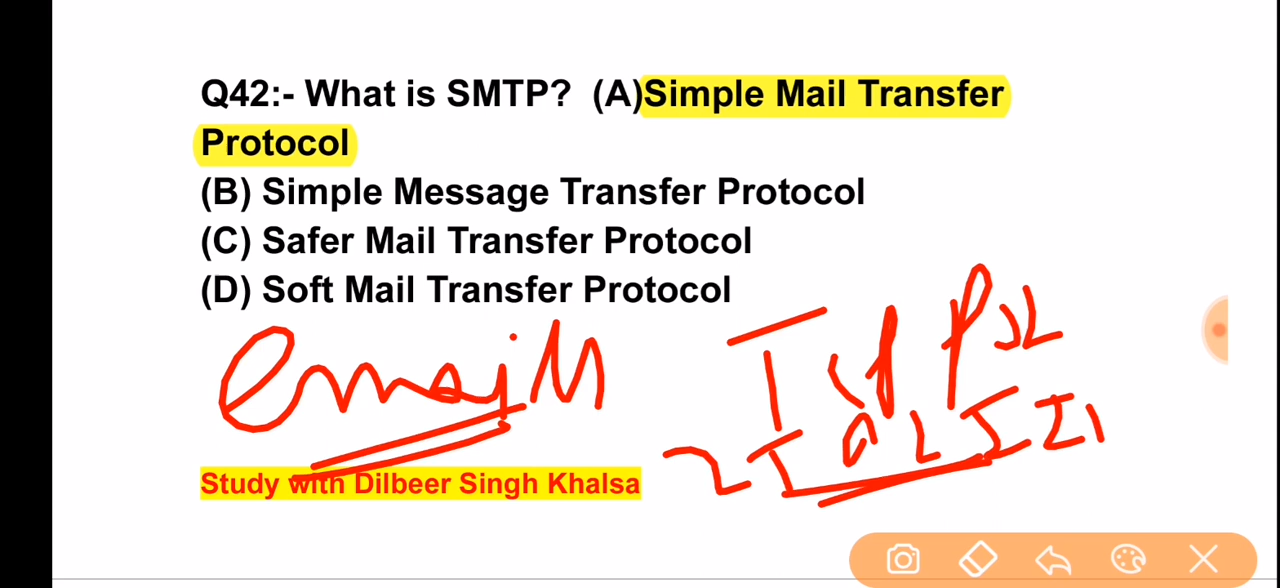 Q42:- What is SMTP? (A)Simple Mail Transfer
Protocol
(B) Simple Message Transfer Protocol
(C) Safer Mail Transfer Protocol
(D) Soft Mail Transfer Protocol
email
Study with Dilbeer Singh Khalsa